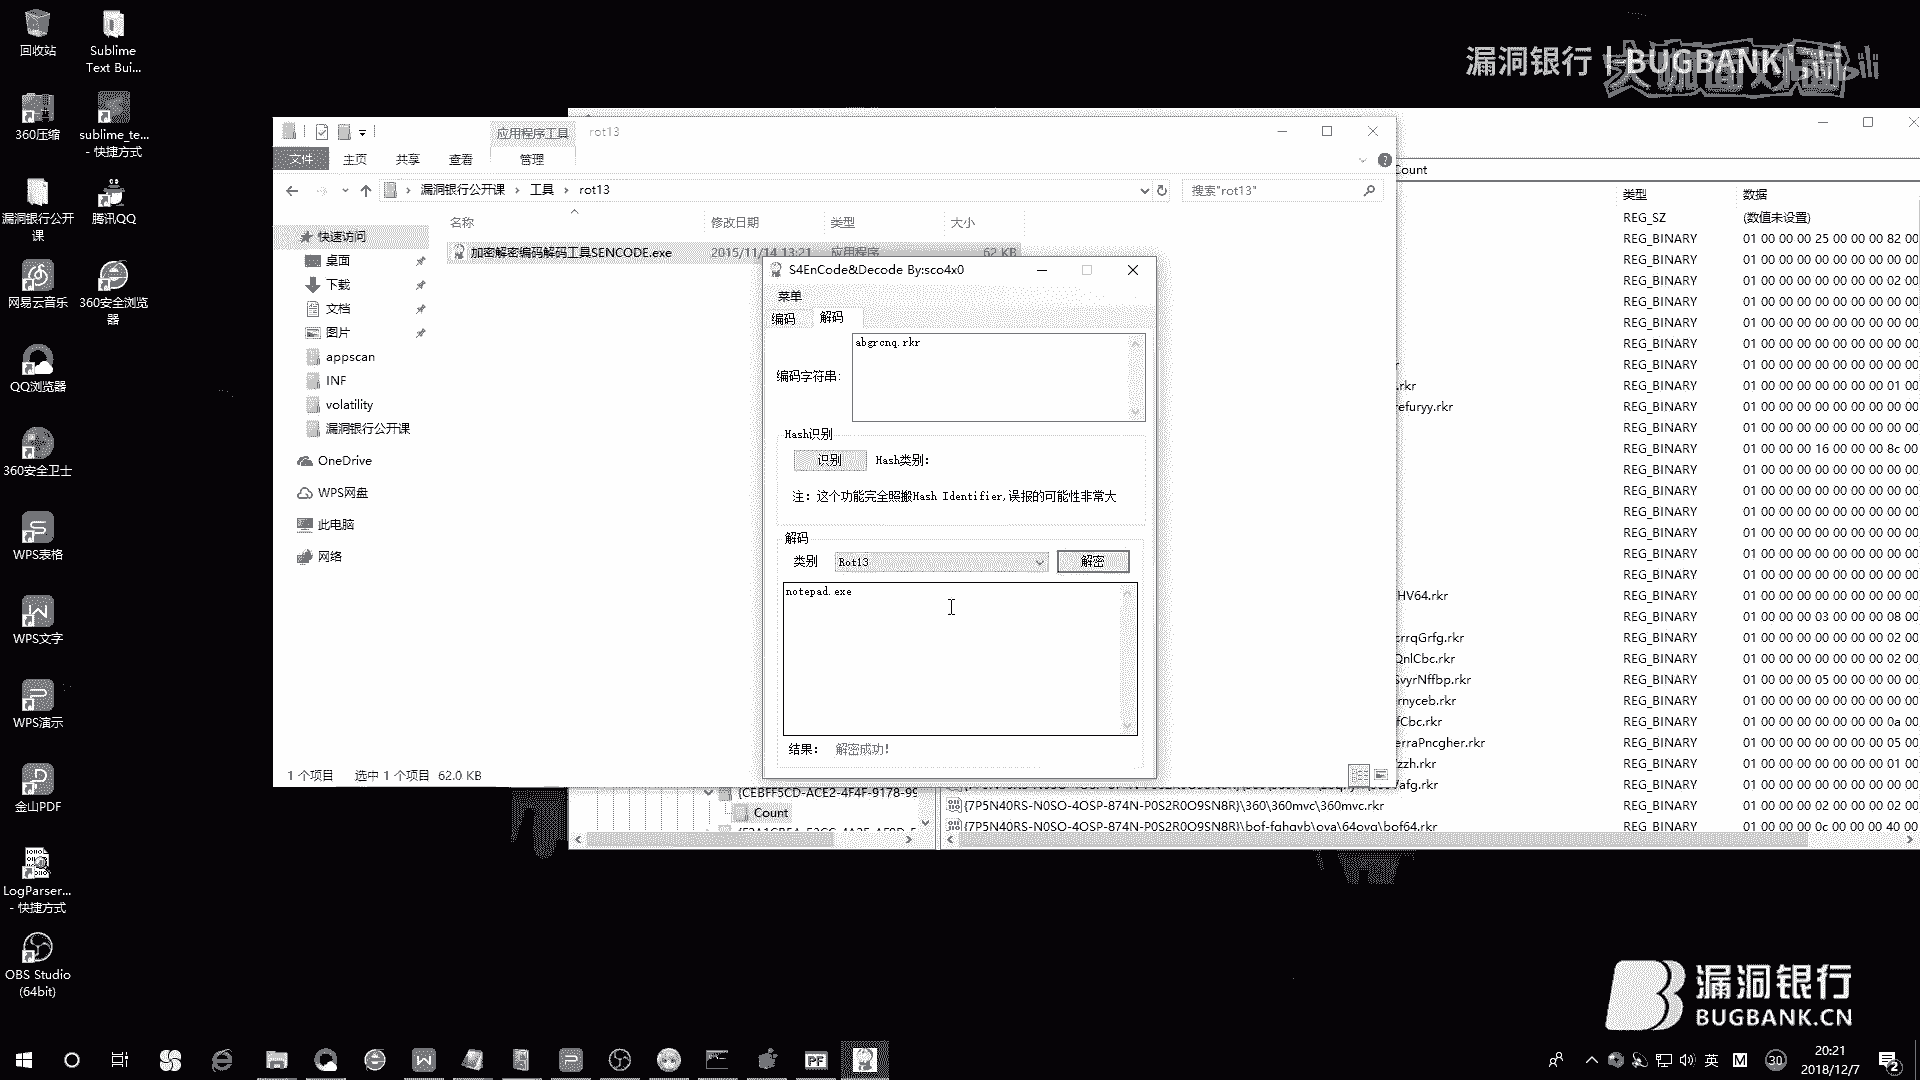 回收站
Sublime
Text Bui...
360压缩
sublime_te...
- 快捷方式
漏洞银行公开
课
腾讯QQ
网易云音乐
360安全浏览
器
QQ浏览器
360安全卫士
WPS表格
WPS文字
WPS演示
金山PDF
LogParser...
- 快捷方式
OBS Studio
(64bit)
漏洞银行 | BUGBANK
应用程序工具
rot13
文件
主页
共享
查看
管理
漏洞银行公开课 › 工具 › rot13
搜索"rot13"
名称
修改日期
类型
大小
加密解密编码解码工具SENCODE.exe
2015/11/14 13:21
应用程序
62 KB
快速访问
桌面
下载
文档
图片
appscan
INF
volatility
漏洞银行公开课
OneDrive
WPS网盘
此电脑
网络
1 个项目
选中 1 个项目 62.0 KB
S4EnCode&Decode By:sco4x0
菜单
编码
解码
abgrcnq.rkr
编码字符串:
Hash识别
识别
Hash类别:
注: 这个功能完全照搬Hash Identifier,误报的可能性非常大
解码
类别
Rot13
解密
notepad.exe
结果:
解密成功!
Count
类型
数据
REG_SZ
(数值未设置)
REG_BINARY
01 00 00 00 25 00 00 00 82 00
REG_BINARY
01 00 00 00 00 00 00 00 00 00
REG_BINARY
01 00 00 00 00 00 00 00 02 00
REG_BINARY
01 00 00 00 00 00 00 00 00 00
REG_BINARY
01 00 00 00 00 00 00 00 00 00
REG_BINARY
01 00 00 00 00 00 00 00 00 00
REG_BINARY
01 00 00 00 00 00 00 00 00 00
.rkr
REG_BINARY
01 00 00 00 00 00 00 00 01 00
efuryy.rkr
REG_BINARY
01 00 00 00 00 00 00 00 00 00
REG_BINARY
01 00 00 00 00 00 00 00 00 00
REG_BINARY
01 00 00 00 16 00 00 00 8c 00
REG_BINARY
01 00 00 00 00 00 00 00 00 00
REG_BINARY
01 00 00 00 00 00 00 00 00 00
REG_BINARY
01 00 00 00 00 00 00 00 00 00
REG_BINARY
01 00 00 00 00 00 00 00 00 00
REG_BINARY
01 00 00 00 00 00 00 00 00 00
REG_BINARY
01 00 00 00 00 00 00 00 00 00
HV64.rkr
REG_BINARY
01 00 00 00 00 00 00 00 00 00
REG_BINARY
01 00 00 00 03 00 00 00 08 00
rrqGrfg.rkr
REG_BINARY
01 00 00 00 00 00 00 00 02 00
QnlCbc.rkr
REG_BINARY
01 00 00 00 00 00 00 00 02 00
SvyrNffbp.rkr
REG_BINARY
01 00 00 00 05 00 00 00 00 00
rnyceb.rkr
REG_BINARY
01 00 00 00 00 00 00 00 00 00
fCbc.rkr
REG_BINARY
01 00 00 00 00 00 00 00 0a 00
erraPncgher.rkr
REG_BINARY
01 00 00 00 00 00 00 00 05 00
zzh.rkr
REG_BINARY
01 00 00 00 00 00 00 00 01 00
afg.rkr
REG_BINARY
01 00 00 00 00 00 00 00 00 00
{7P5N40RS-N0SO-4OSP-874N-P0S2R0O9SN8R}\360\360mvc\360mvc.rkr
REG_BINARY
01 00 00 00 02 00 00 00 02 00
{7P5N40RS-N0SO-4OSP-874N-P0S2R0O9SN8R}\bof-fghqvb\ova\64ovg\bof64.rkr
REG_BINARY
01 00 00 00 0c 00 00 00 40 00
{CEBFF5CD-ACE2-4F4F-9178-99
Count
漏洞银行
BUGBANK.CN
英
M
30
20:21
2018/12/7
2